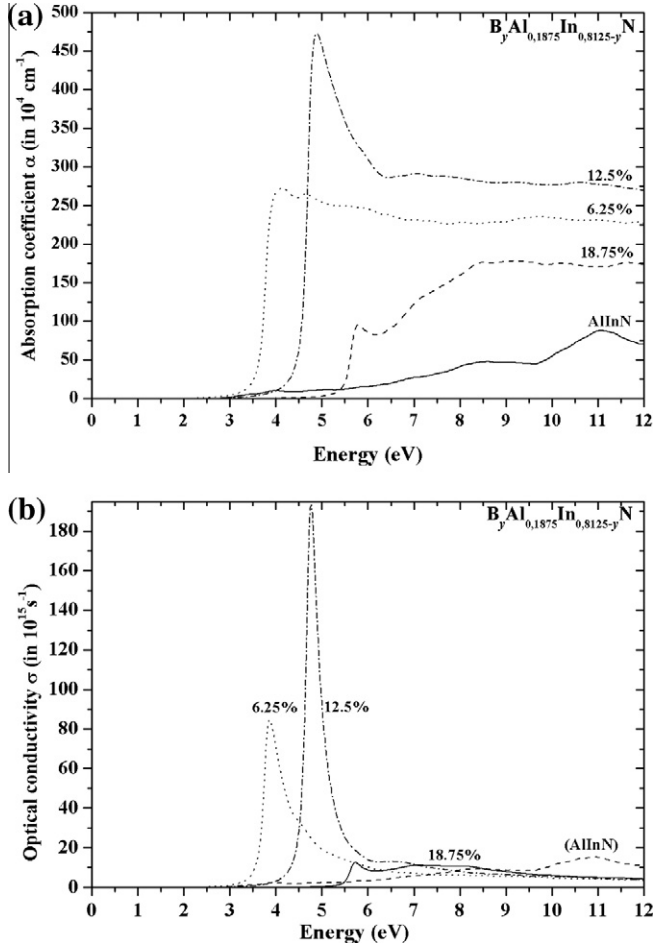 (a)
B_yAl_0,1875In_0,8125-yN
Absorption coefficient α (in 10^4 cm^-1)
500
450
400
350
300
250
200
150
100
50
0
12.5%
6.25%
18.75%
AlInN
0 1 2 3 4 5 6 7 8 9 10 11 12
Energy (eV)
(b)
B_yAl_0,1875In_0,8125-yN
Optical conductivity σ (in 10^15 s^-1)
180
160
140
120
100
80
60
40
20
0
6.25%
12.5%
18.75%
(AlInN)
0 1 2 3 4 5 6 7 8 9 10 11 12
Energy (eV)